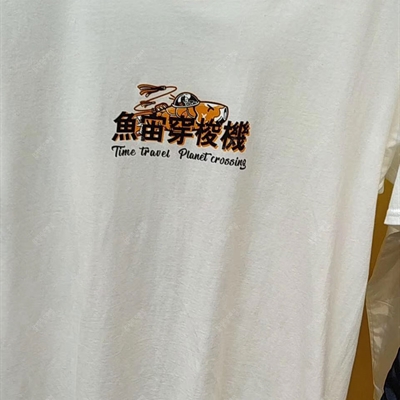 魚宙穿梭機
Time travel Planet crossing